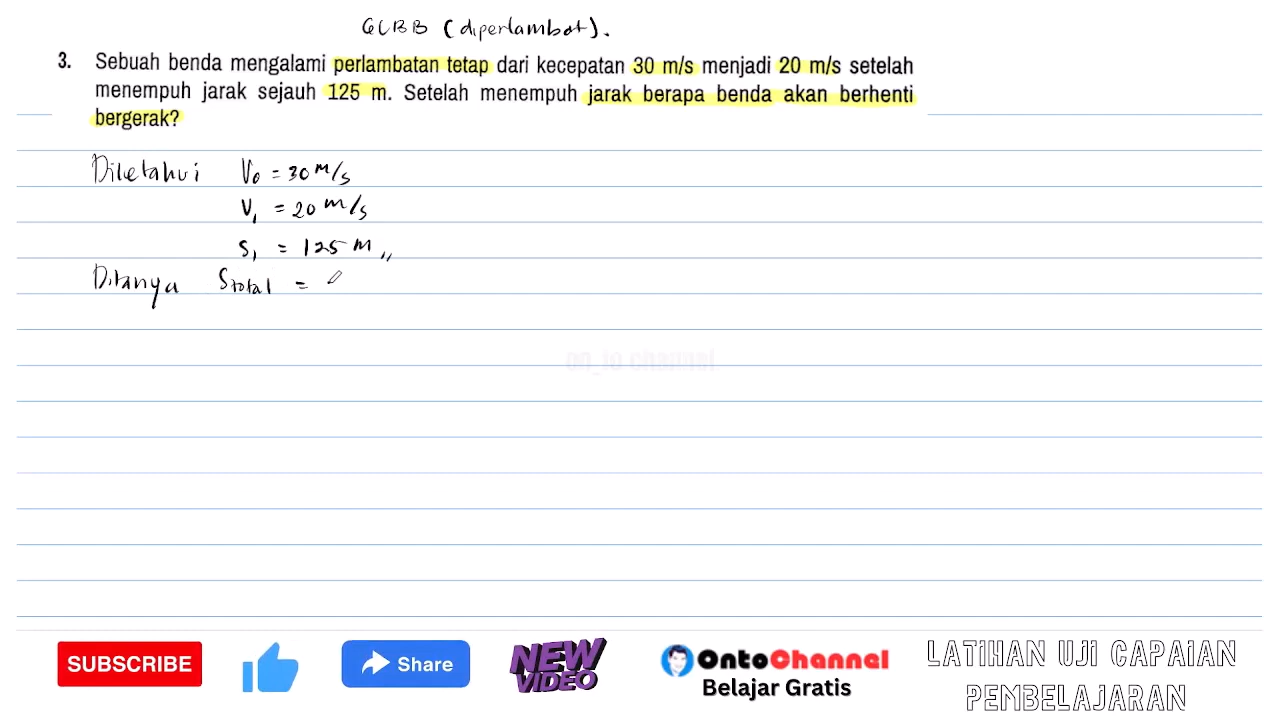 GLBB (diperlambat).
3. Sebuah benda mengalami perlambatan tetap dari kecepatan 30 m/s menjadi 20 m/s setelah
menempuh jarak sejauh 125 m. Setelah menempuh jarak berapa benda akan berhenti
bergerak?
Diketahui V₀ = 30 m/s
V₁ = 20 m/s
S₁ = 125 m //
Ditanya Stotal =
on_io channel
SUBSCRIBE
Share
NEW
VIDEO
OntoChannel
Belajar Gratis
LATIHAN UJI CAPAIAN
PEMBELAJARAN